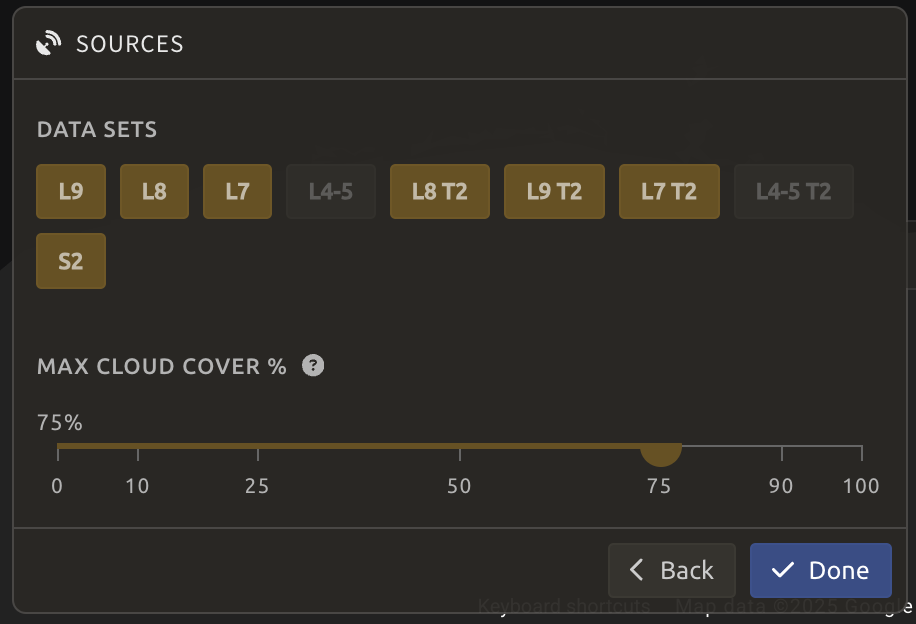 SOURCES
DATA SETS
L9 L8 L7 L4-5 L8 T2 L9 T2 L7 T2 L4-5 T2
S2
MAX CLOUD COVER % ?
75%
0 10 25 50 75 90 100
Back Done
Keyboard shortcuts Map data ©2025 Google